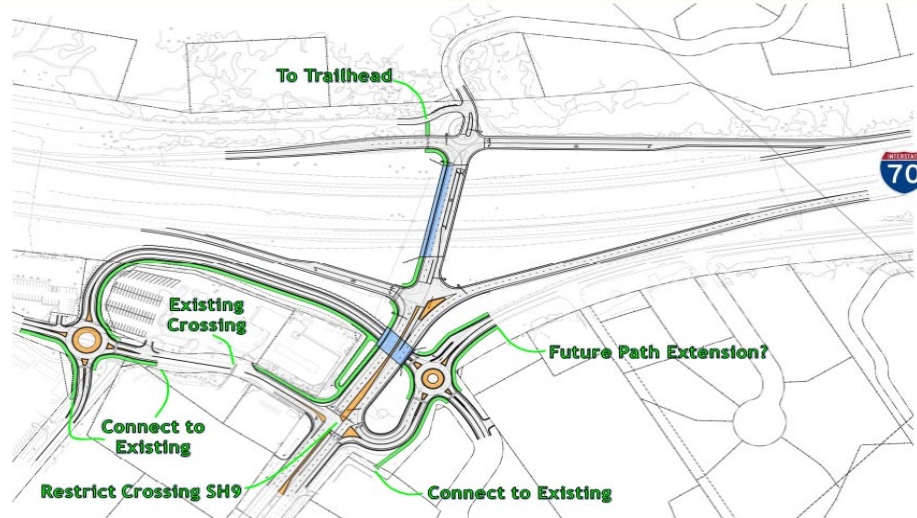 To Trailhead
INTERSTATE
70
Existing
Crossing
Future Path Extension?
Connect to
Existing
Restrict Crossing SH9
Connect to Existing